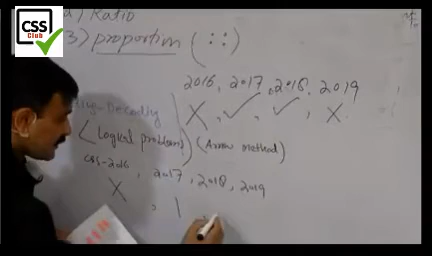 CSS
Club
2) Ratio
3) proportion ( :: )
2016, 2017, 2018, 2019
X, ✓, ✓, X
Decoding
(Logical problems) (Arrow method)
CSS-2016, 2017, 2018, 2019
X, 1